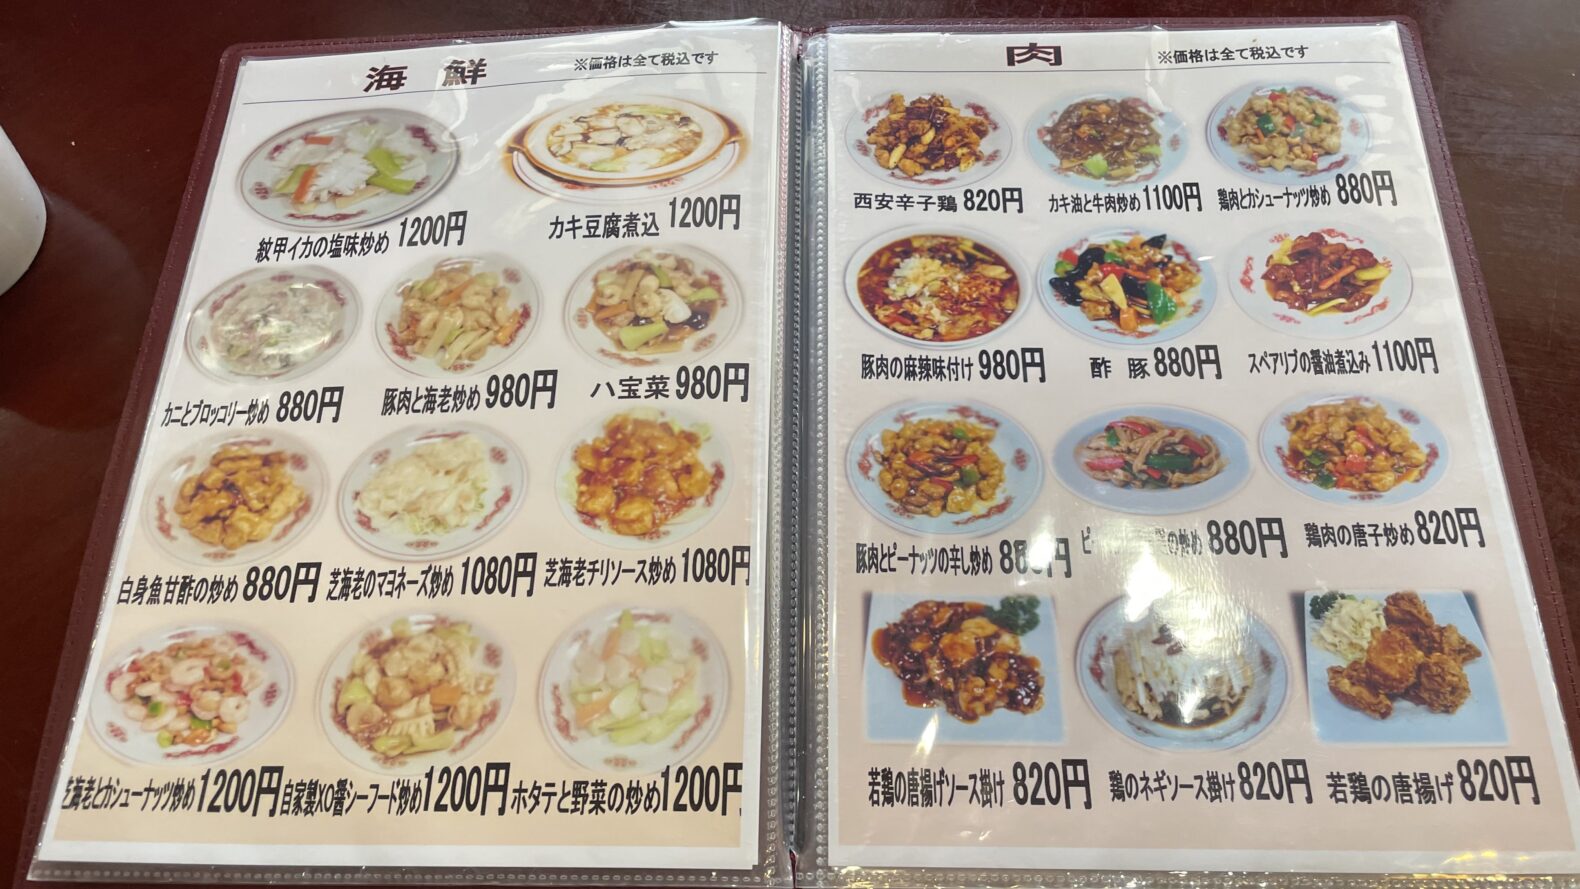 海鮮
※価格は全て税込です
紋甲イカの塩味炒め 1200円
カキ豆腐煮込 1200円
カニとブロッコリー炒め 880円
豚肉と海老炒め 980円
八宝菜 980円
白身魚甘酢の炒め 880円
芝海老のマヨネーズ炒め 1080円
芝海老チリソース炒め 1080円
芝海老とカシューナッツ炒め 1200円
自家製XO醤シーフード炒め 1200円
ホタテと野菜の炒め 1200円
肉
※価格は全て税込です
西安辛子鶏 820円
カキ油と牛肉炒め 1100円
鶏肉とカシューナッツ炒め 880円
豚肉の麻辣味付け 980円
酢豚 880円
スペアリブの醤油煮込み 1100円
豚肉とピーナッツの辛し炒め 880円
の炒め 880円
鶏肉の唐子炒め 820円
若鶏の唐揚げソース掛け 820円
鶏のネギソース掛け 820円
若鶏の唐揚げ 820円